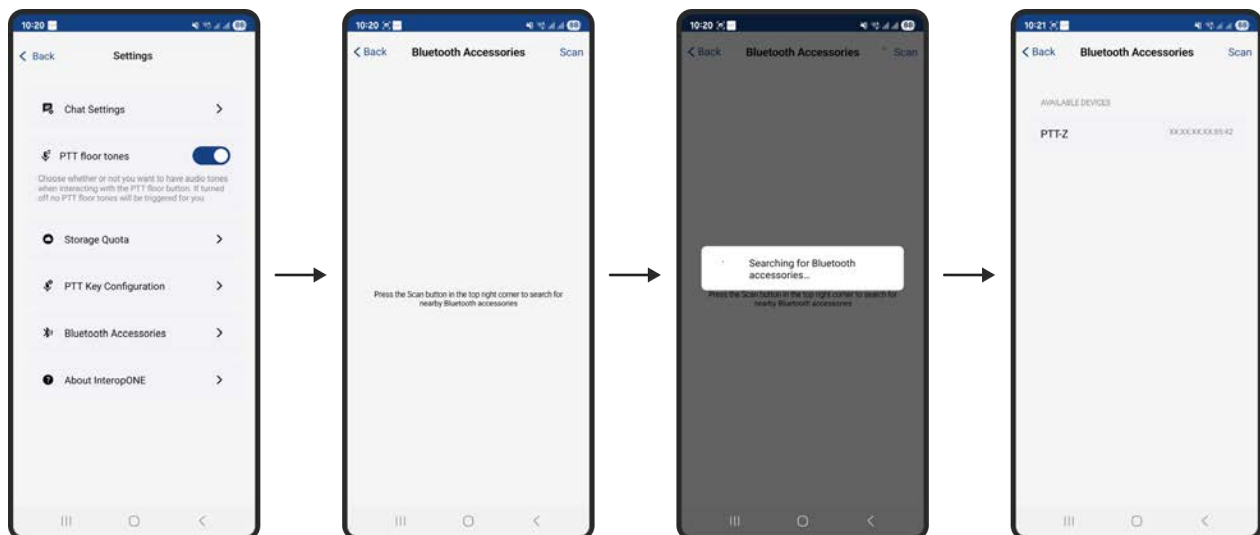 10:20
68
Back
Settings
Chat Settings
PTT floor tones
Choose whether or not you want to have audio tones
when interacting with the PTT floor button. If turned
off no PTT floor tones will be triggered for you
Storage Quota
PTT Key Configuration
Bluetooth Accessories
About InteropONE
10:20
68
Back
Bluetooth Accessories
Scan
Press the Scan button in the top right corner to search for
nearby Bluetooth accessories
10:20
68
Back
Bluetooth Accessories
Scan
Searching for Bluetooth
accessories...
Press the Scan button in the top right corner to search for
nearby Bluetooth accessories
10:21
68
Back
Bluetooth Accessories
Scan
AVAILABLE DEVICES
PTT-Z